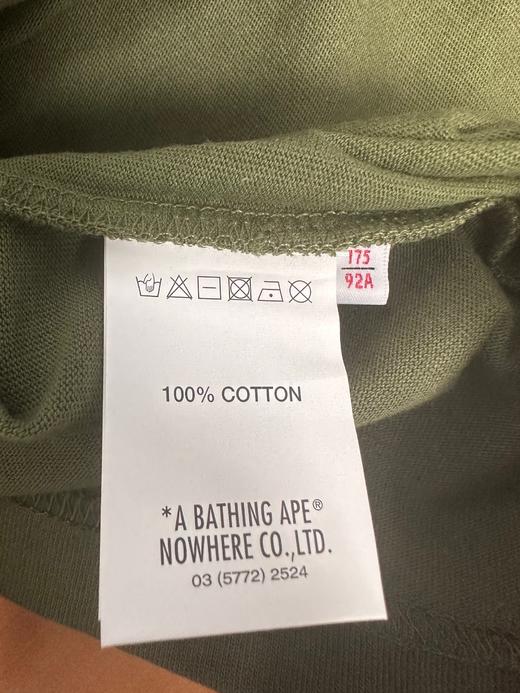 175
92A
100% COTTON
*A BATHING APE®
NOWHERE CO.,LTD.
03 (5772) 2524